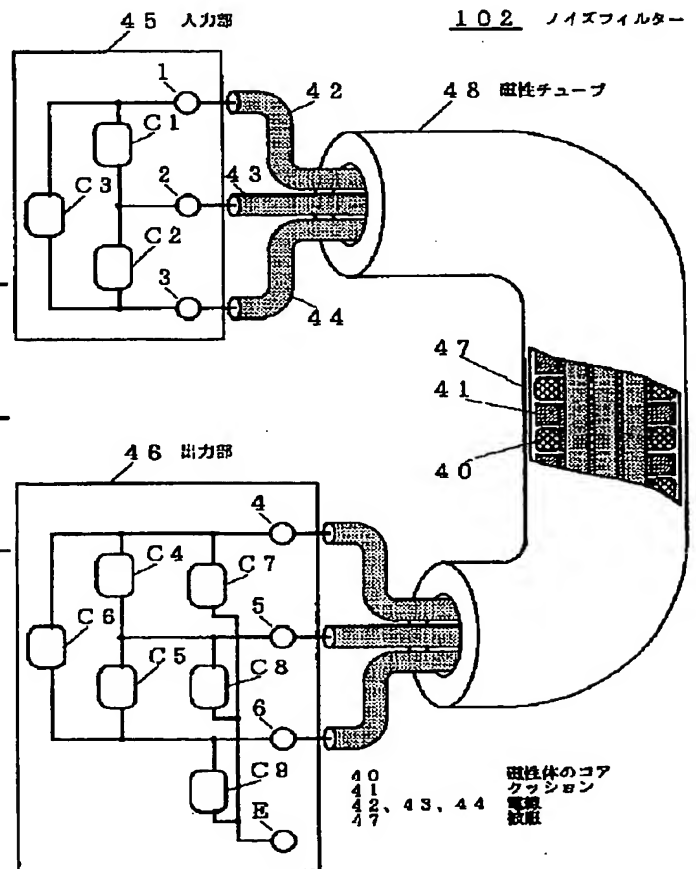 102 ノイズフィルター
45 入力部
1
42
48 磁性チューブ
C1
43
2
C3
C2
3
44
47
41
40
46 出力部
4
C4
C7
5
C6
C5
C8
6
C9
E
40 磁性体のコア
41 クッション
42、43、44 電線
47 被服